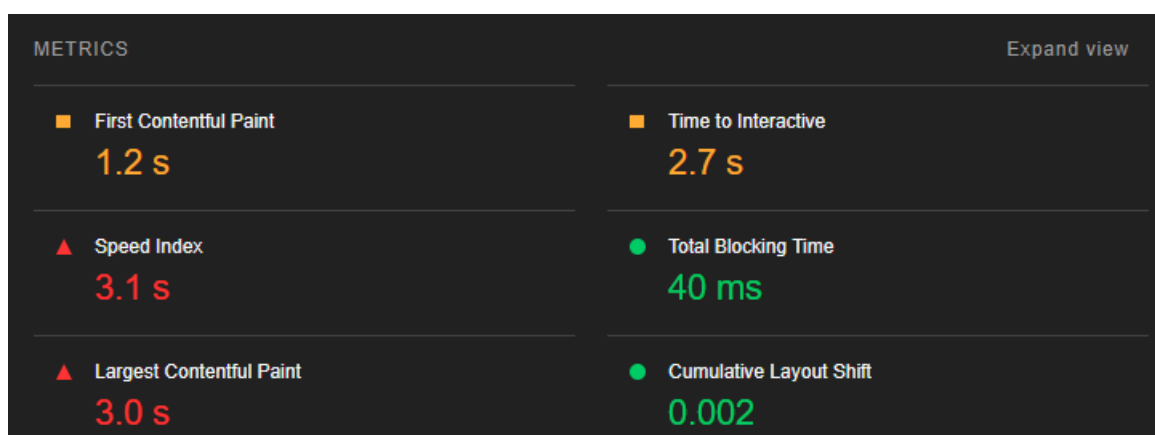 METRICS
Expand view
First Contentful Paint
1.2 s
Time to Interactive
2.7 s
Speed Index
3.1 s
Total Blocking Time
40 ms
Largest Contentful Paint
3.0 s
Cumulative Layout Shift
0.002